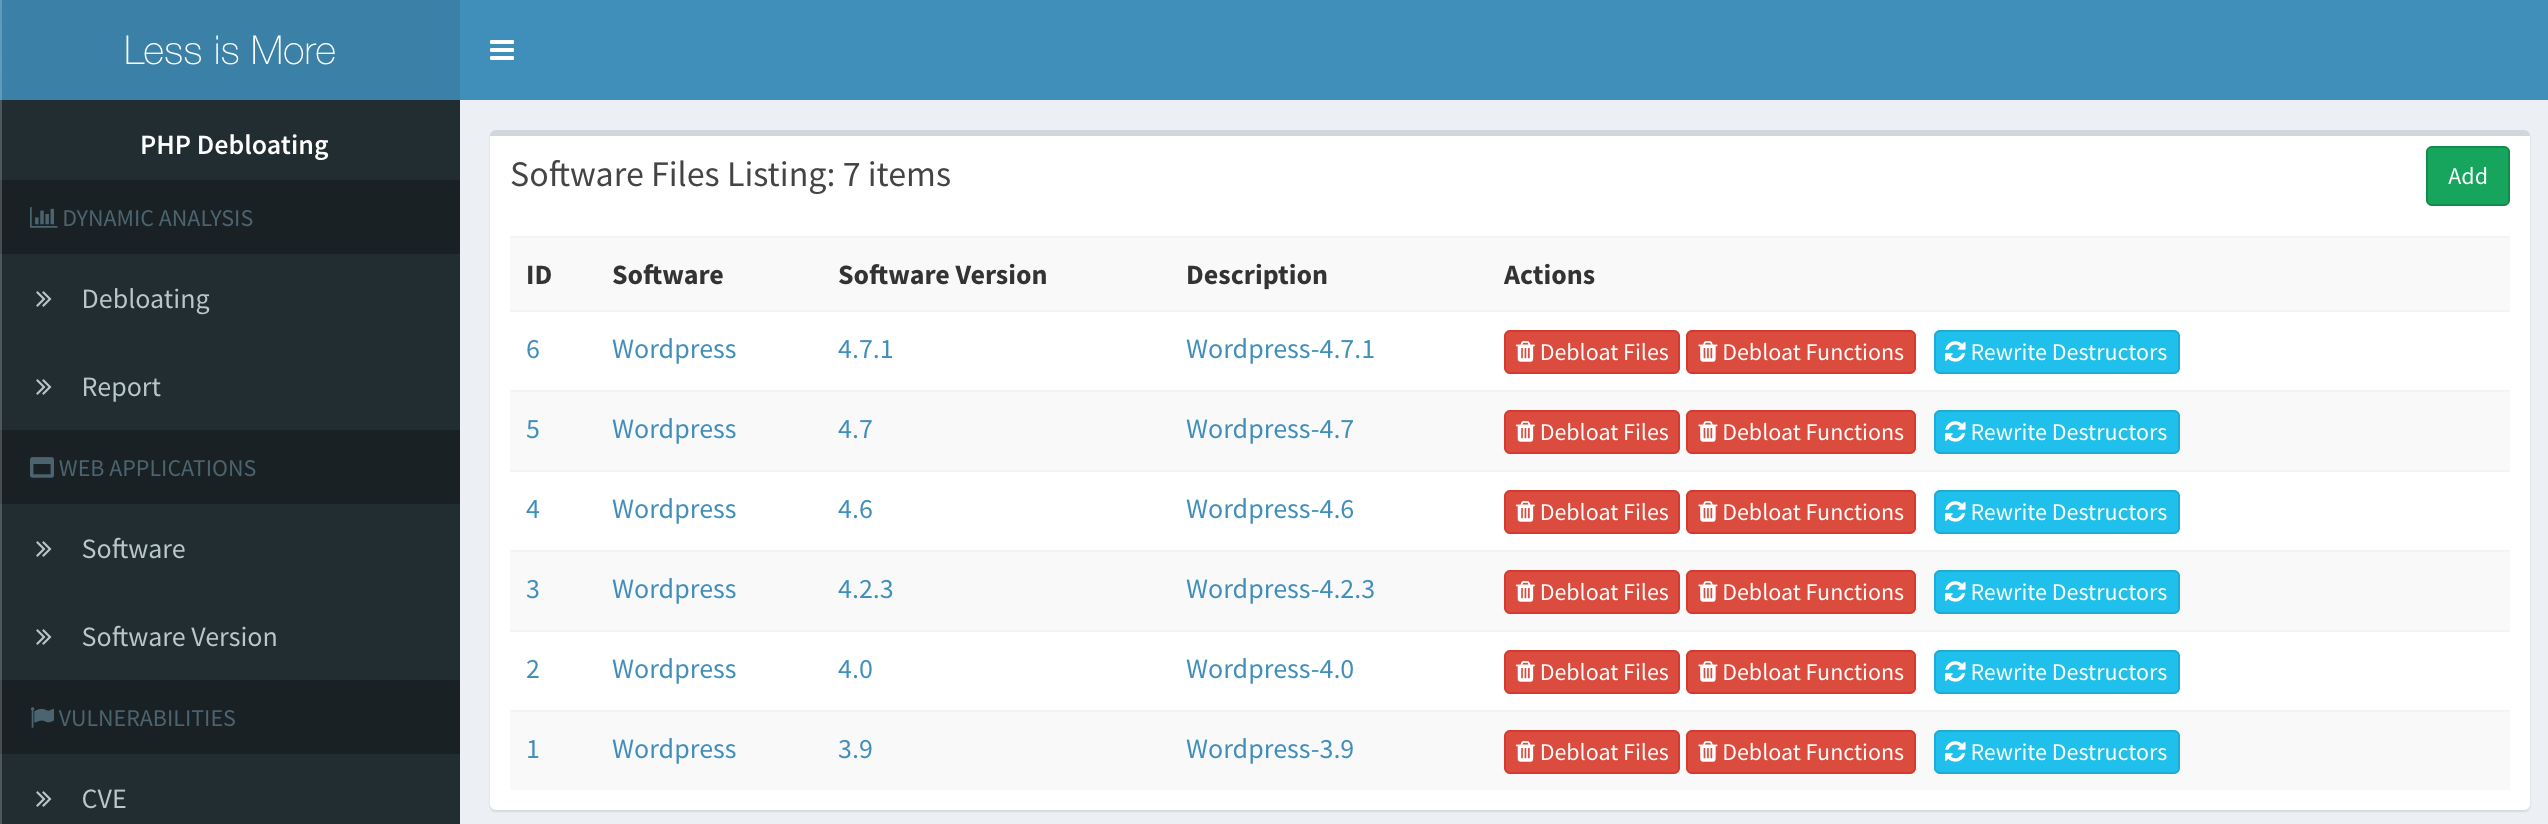 Less is More
PHP Debloating
DYNAMIC ANALYSIS
Debloating
Report
WEB APPLICATIONS
Software
Software Version
VULNERABILITIES
CVE
Software Files Listing: 7 items
Add
ID Software Software Version Description Actions
6 Wordpress 4.7.1 Wordpress-4.7.1 Debloat Files Debloat Functions Rewrite Destructors
5 Wordpress 4.7 Wordpress-4.7 Debloat Files Debloat Functions Rewrite Destructors
4 Wordpress 4.6 Wordpress-4.6 Debloat Files Debloat Functions Rewrite Destructors
3 Wordpress 4.2.3 Wordpress-4.2.3 Debloat Files Debloat Functions Rewrite Destructors
2 Wordpress 4.0 Wordpress-4.0 Debloat Files Debloat Functions Rewrite Destructors
1 Wordpress 3.9 Wordpress-3.9 Debloat Files Debloat Functions Rewrite Destructors